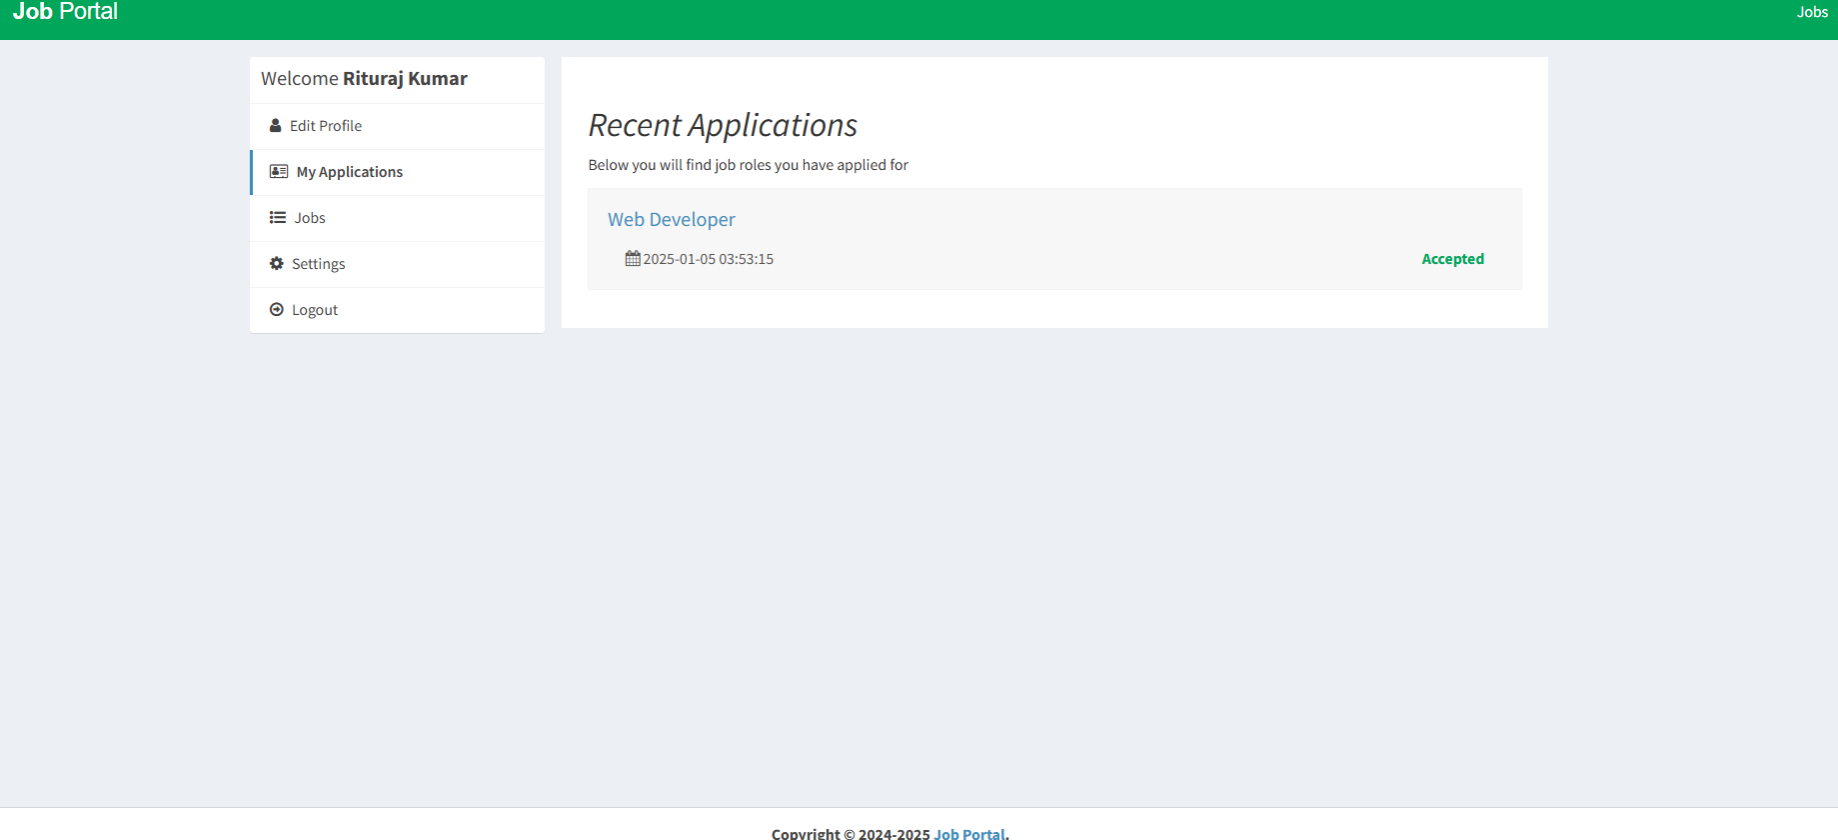 Job Portal
Jobs
Welcome Rituraj Kumar
Edit Profile
My Applications
Jobs
Settings
Logout
Recent Applications
Below you will find job roles you have applied for
Web Developer
2025-01-05 03:53:15
Accepted
Copyright © 2024-2025 Job Portal.